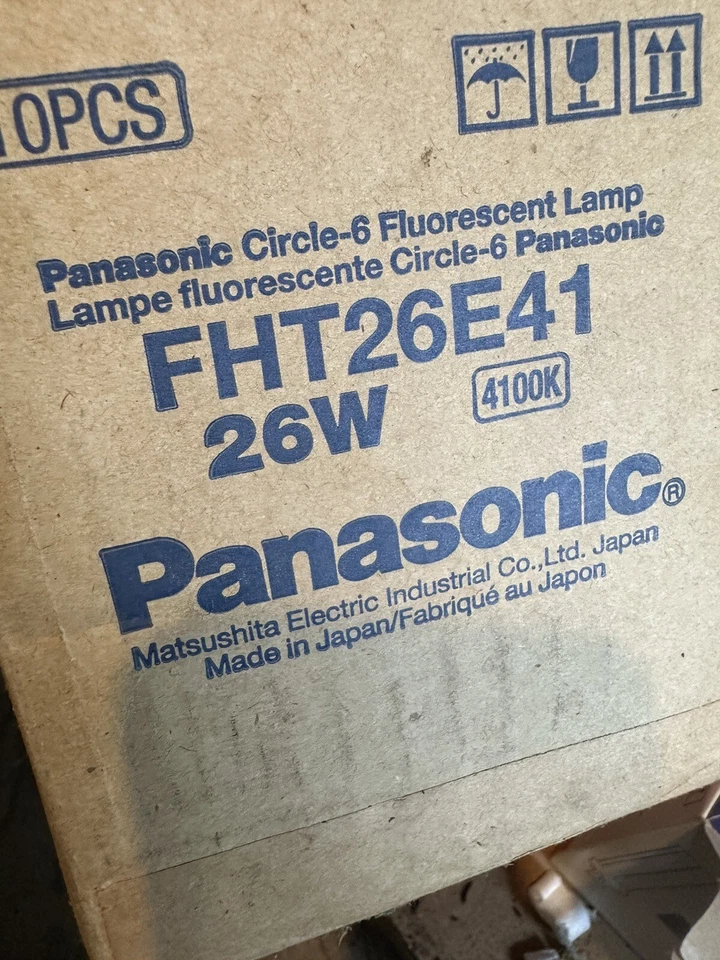 10PCS
Panasonic Circle-6 Fluorescent Lamp
Lampe fluorescente Circle-6 Panasonic
FHT26E41
26W
4100K
Panasonic®
Matsushita Electric Industrial Co.,Ltd. Japan
Made in Japan/Fabriqué au Japon